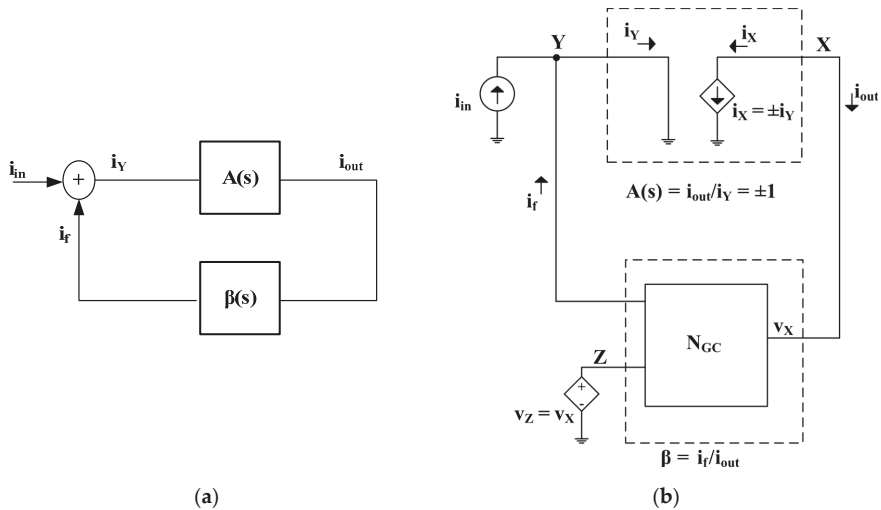 i_in
+
i_Y
A(s)
i_out
i_f
β(s)
(a)
Y
i_Y
i_X
X
i_in
i_X = ±i_Y
i_out
A(s) = i_out/i_Y = ±1
i_f
N_GC
v_X
Z
+
-
v_Z = v_X
β = i_f/i_out
(b)